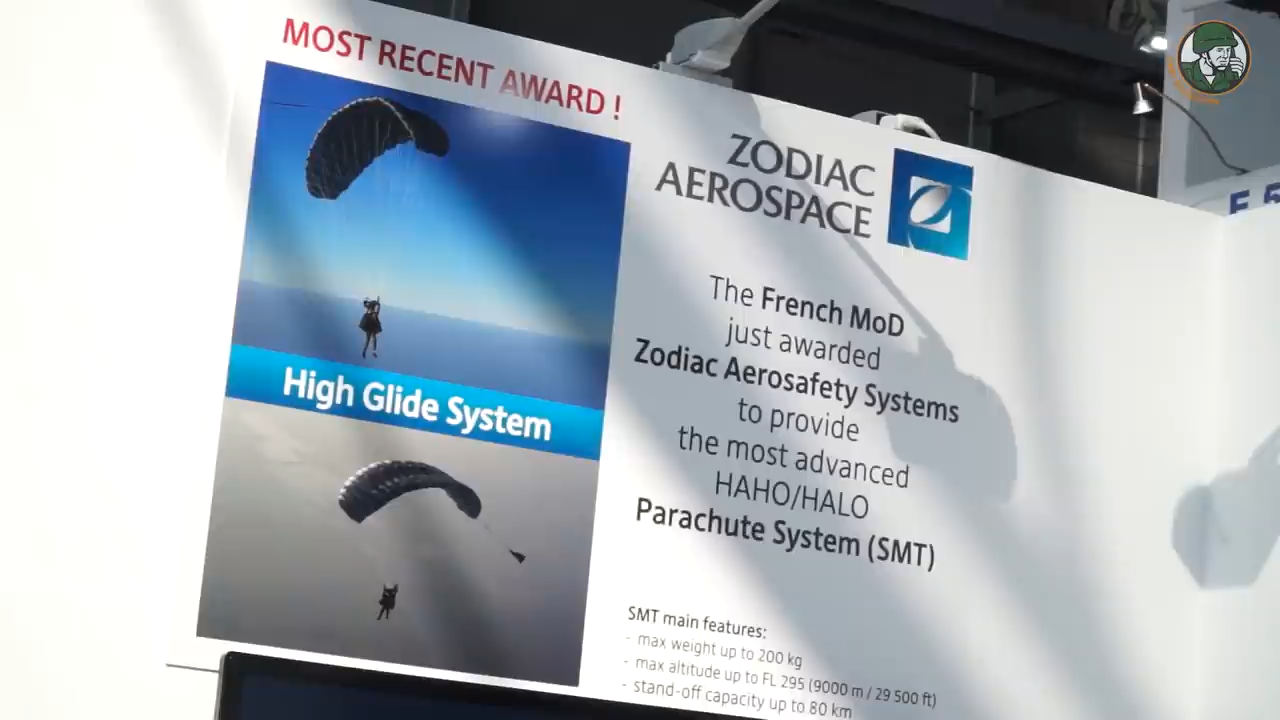 MOST RECENT AWARD !
High Glide System
ZODIAC
AEROSPACE
The French MoD
just awarded
Zodiac Aerosafety Systems
to provide
the most advanced
HAHO/HALO
Parachute System (SMT)
SMT main features:
- max weight up to 200 kg
- max altitude up to FL 295 (9000 m / 29 500 ft)
- stand-off capacity up to 80 km